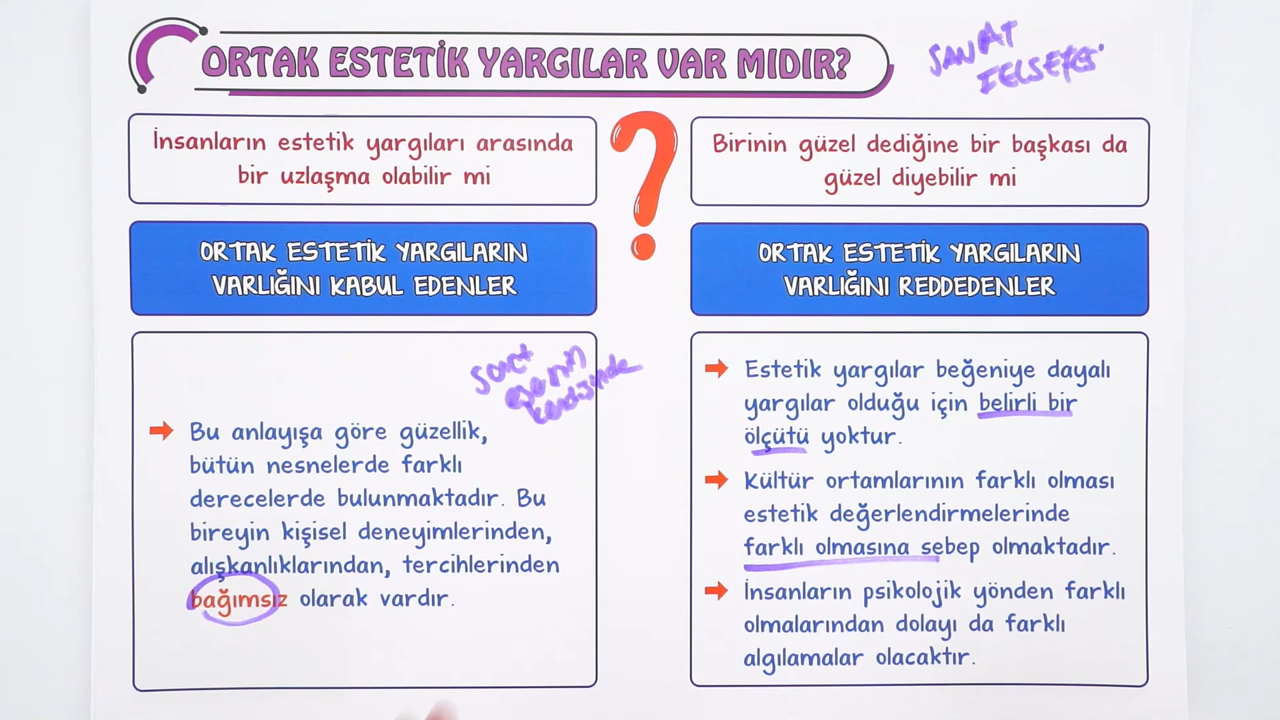 ORTAK ESTETİK YARGILAR VAR MIDIR?
SANAT
FELSEFESİ
İnsanların estetik yargıları arasında
bir uzlaşma olabilir mi
?
Birinin güzel dediğine bir başkası da
güzel diyebilir mi
ORTAK ESTETİK YARGILARIN
VARLIĞINI KABUL EDENLER
Sanat
eserinin
kendisinde
Bu anlayışa göre güzellik,
bütün nesnelerde farklı
derecelerde bulunmaktadır. Bu
bireyin kişisel deneyimlerinden,
alışkanlıklarından, tercihlerinden
bağımsız olarak vardır.
ORTAK ESTETİK YARGILARIN
VARLIĞINI REDDEDENLER
Estetik yargılar beğeniye dayalı
yargılar olduğu için belirli bir
ölçütü yoktur.
Kültür ortamlarının farklı olması
estetik değerlendirmelerinde
farklı olmasına sebep olmaktadır.
İnsanların psikolojik yönden farklı
olmalarından dolayı da farklı
algılamalar olacaktır.